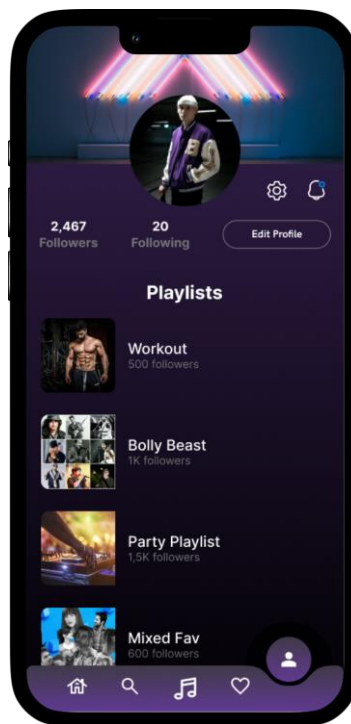 2,467
Followers
20
Following
Edit Profile
Playlists
Workout
500 followers
Bolly Beast
1K followers
Party Playlist
1,5K followers
Mixed Fav
600 followers